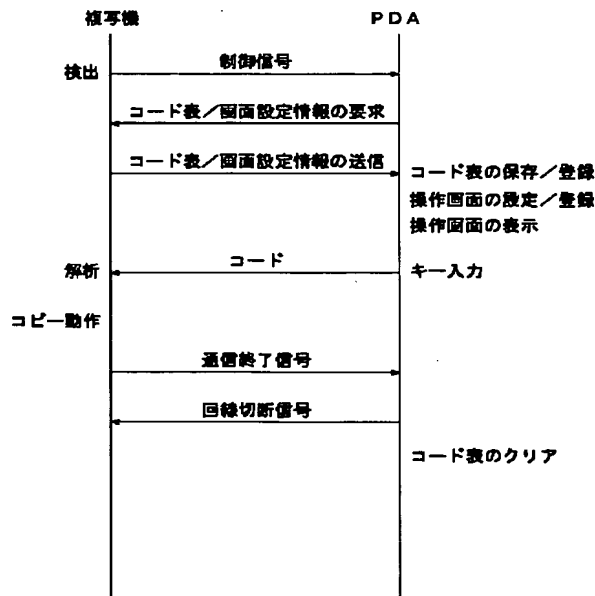 複写機
PDA
検出
制御信号
コード表／画面設定情報の要求
コード表／画面設定情報の送信
コード表の保存／登録
操作画面の設定／登録
操作画面の表示
コード
解析
キー入力
コピー動作
通信終了信号
回線切断信号
コード表のクリア